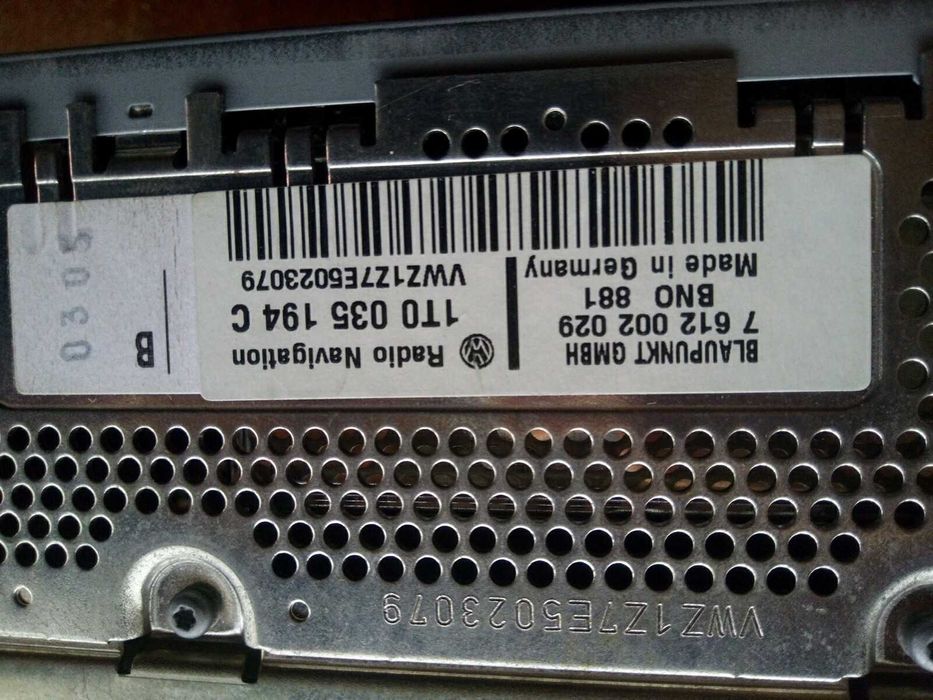 BLAUPUNKT GMBH
7 612 002 029
BNO 881
Made in Germany
Radio Navigation
1T0 035 194 C
VWZ1Z7E5023079
B
0305
VWZ1Z7E5023079